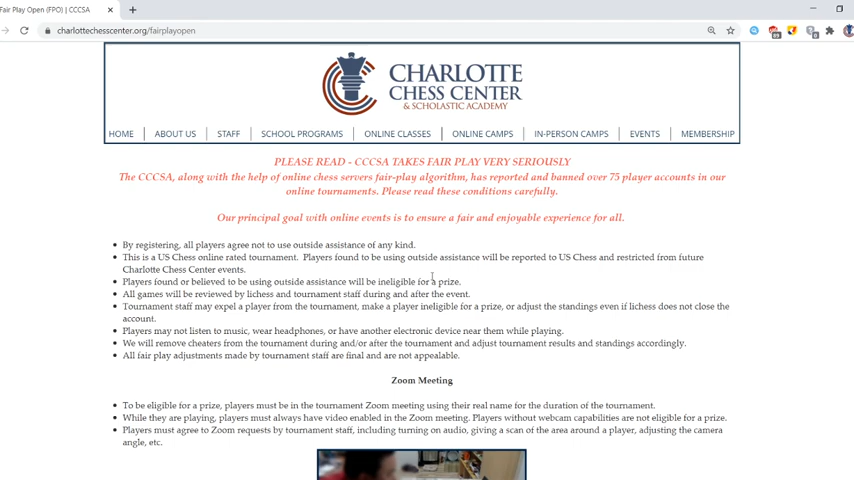 Fair Play Open (FPO) | CCCSA
charlottechesscenter.org/fairplayopen
CHARLOTTE
CHESS CENTER
& SCHOLASTIC ACADEMY
HOME ABOUT US STAFF SCHOOL PROGRAMS ONLINE CLASSES ONLINE CAMPS IN-PERSON CAMPS EVENTS MEMBERSHIP
PLEASE READ - CCCSA TAKES FAIR PLAY VERY SERIOUSLY
The CCCSA, along with the help of online chess servers fair-play algorithm, has reported and banned over 75 player accounts in our
online tournaments. Please read these conditions carefully.
Our principal goal with online events is to ensure a fair and enjoyable experience for all.
• By registering, all players agree not to use outside assistance of any kind.
• This is a US Chess online rated tournament. Players found to be using outside assistance will be reported to US Chess and restricted from future
Charlotte Chess Center events.
• Players found or believed to be using outside assistance will be ineligible for a prize.
• All games will be reviewed by lichess and tournament staff during and after the event.
• Tournament staff may expel a player from the tournament, make a player ineligible for a prize, or adjust the standings even if lichess does not close the
account.
• Players may not listen to music, wear headphones, or have another electronic device near them while playing.
• We will remove cheaters from the tournament during and/or after the tournament and adjust tournament results and standings accordingly.
• All fair play adjustments made by tournament staff are final and are not appealable.
Zoom Meeting
• To be eligible for a prize, players must be in the tournament Zoom meeting using their real name for the duration of the tournament.
• While they are playing, players must always have video enabled in the Zoom meeting. Players without webcam capabilities are not eligible for a prize.
• Players must agree to Zoom requests by tournament staff, including turning on audio, giving a scan of the area around a player, adjusting the camera
angle, etc.